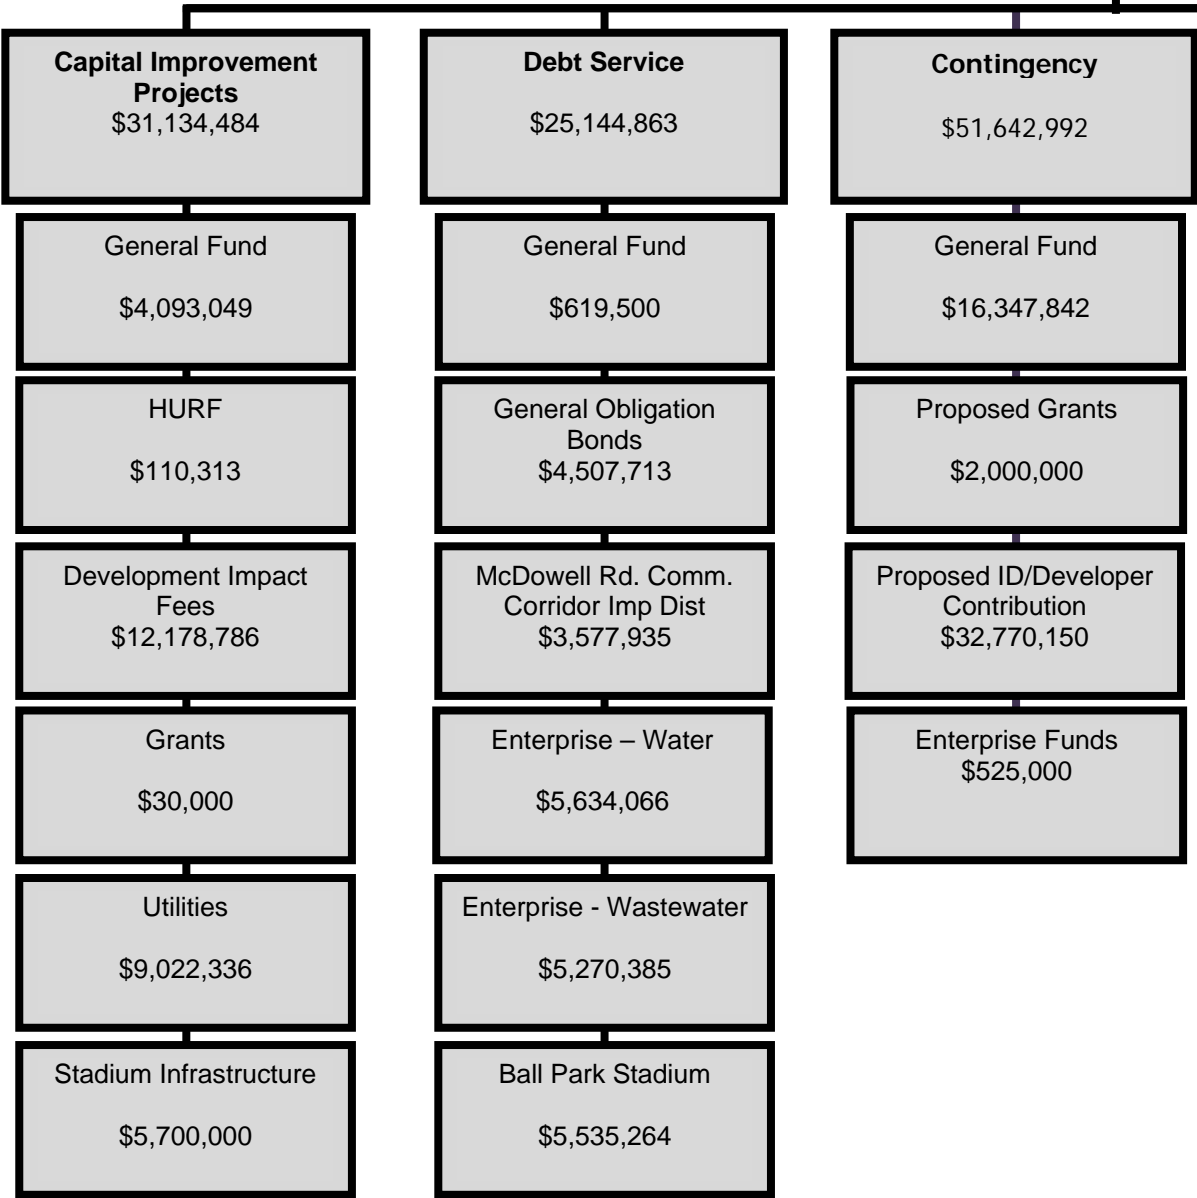 Capital Improvement
Projects
$31,134,484
General Fund
$4,093,049
HURF
$110,313
Development Impact
Fees
$12,178,786
Grants
$30,000
Utilities
$9,022,336
Stadium Infrastructure
$5,700,000
Debt Service
$25,144,863
General Fund
$619,500
General Obligation
Bonds
$4,507,713
McDowell Rd. Comm.
Corridor Imp Dist
$3,577,935
Enterprise – Water
$5,634,066
Enterprise - Wastewater
$5,270,385
Ball Park Stadium
$5,535,264
Contingency
$51,642,992
General Fund
$16,347,842
Proposed Grants
$2,000,000
Proposed ID/Developer
Contribution
$32,770,150
Enterprise Funds
$525,000